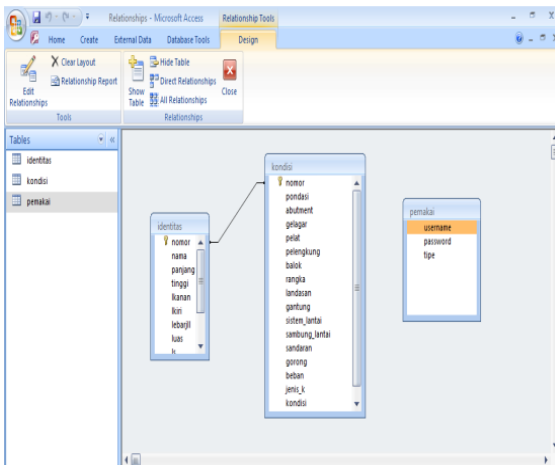 Relationships - Microsoft Access
Relationship Tools
Home Create External Data Database Tools Design
Edit Relationships
Clear Layout
Relationship Report
Tools
Show Table
Hide Table
Direct Relationships
All Relationships
Close
Relationships
Tables
identitas
kondisi
pemakai
identitas
nomor
nama
panjang
tinggi
lkanan
lkiri
lebarjll
luas
kondisi
nomor
pondasi
abutment
gelagar
pelat
pelengkung
balok
rangka
landasan
gantung
sistem_lantai
sambung_lantai
sandaran
gorong
beban
jenis_k
kondisi
pemakai
username
password
tipe